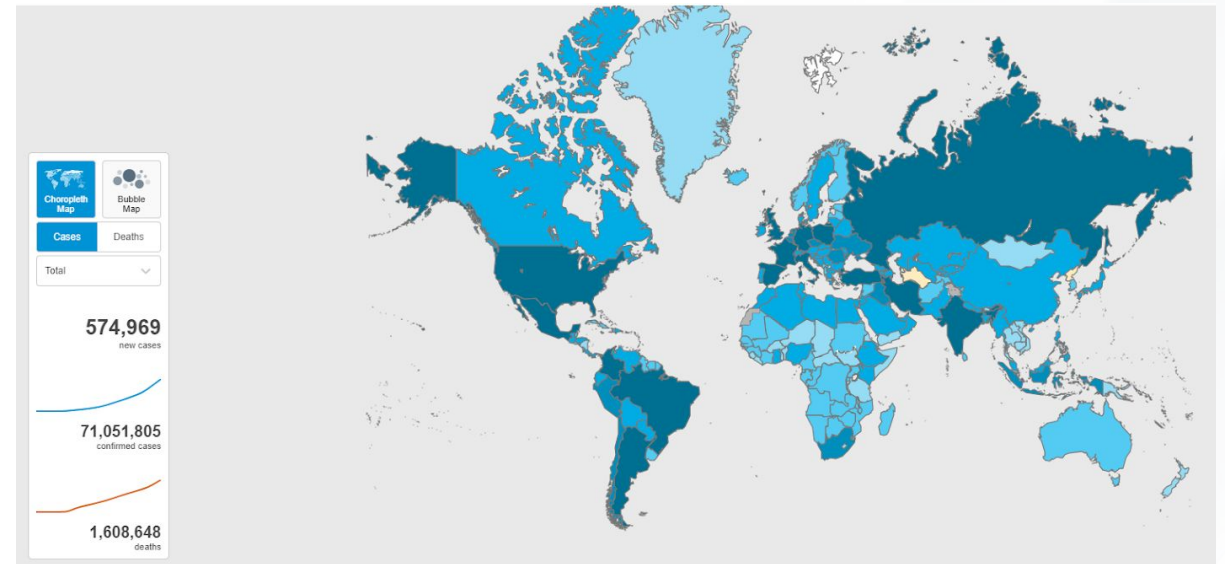 Choropleth
Map
Bubble
Map
Cases
Deaths
Total
574,969
new cases
71,051,805
confirmed cases
1,608,648
deaths